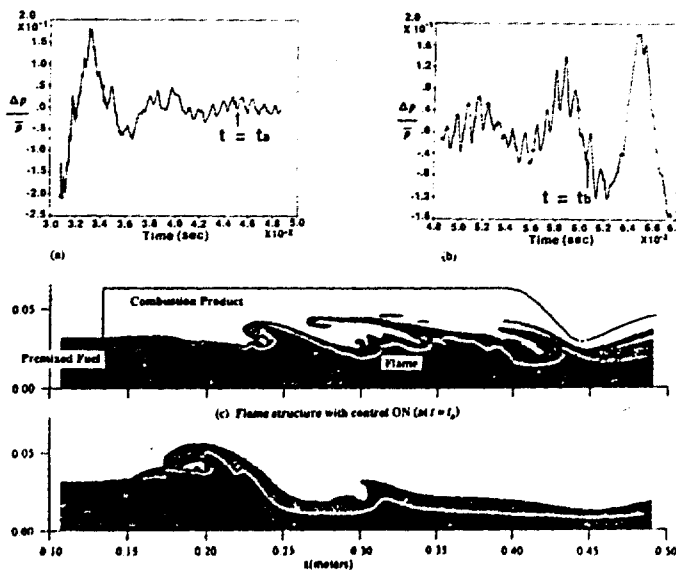 2.0
X10⁻¹
1.5
1.0
.5
.0
-.5
-1.0
-1.5
-2.0
-2.5
Δp
p̄
t = ta
3.0 3.2 3.4 3.6 3.8 4.0 4.2 4.4 4.6 4.8 5.0
Time (sec)
(a)
2.0
X10⁻¹
1.6
1.2
.8
.4
.0
-.4
-.8
-1.2
-1.6
Δp
p̄
t = tb
4.8 5.0 5.2 5.4 5.6 5.8 6.0 6.2 6.4 6.6
Time (sec)
(b)
0.05
0.00
Combustion Product
Premixed Fuel
Flame
(c) Flame structure with control ON (at t =
0.05
0.00
0.10 0.15 0.20 0.25 0.30 0.35 0.40 0.45 0.50
(meters)